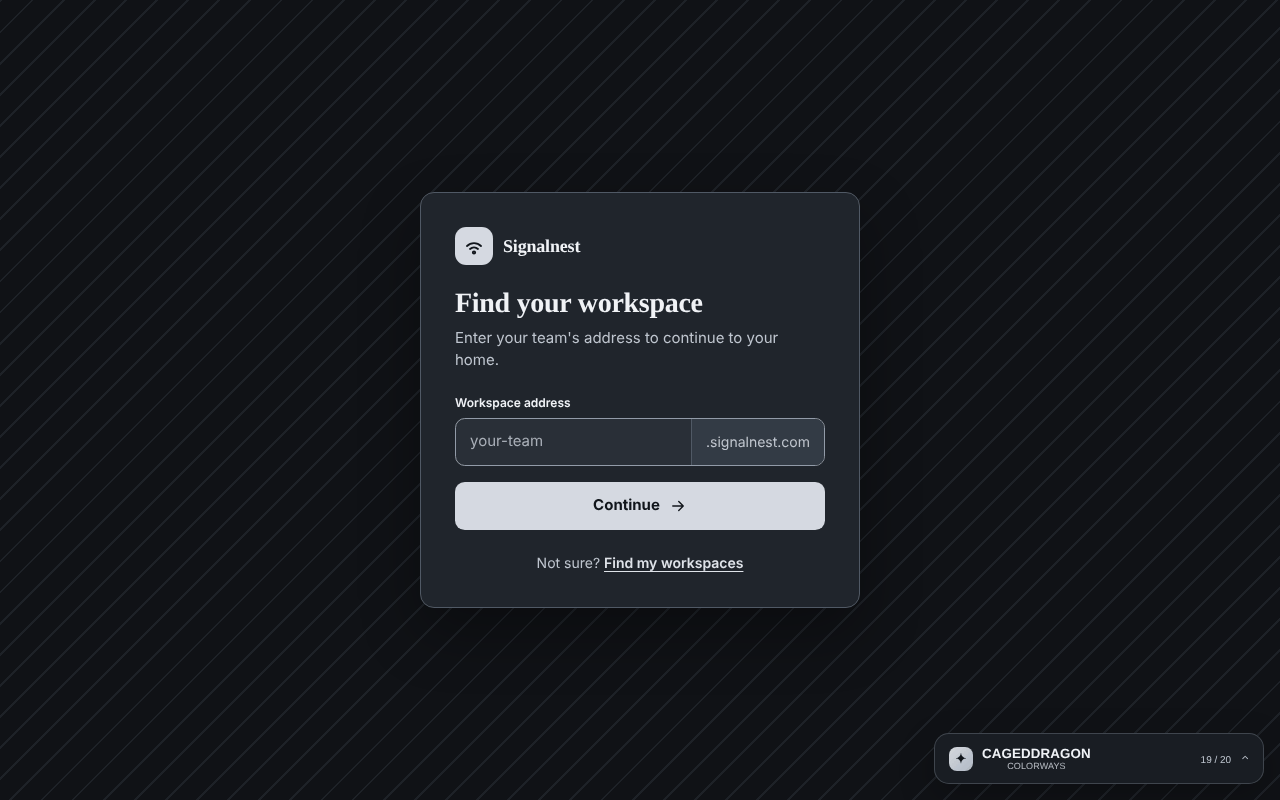 Signalnest
Find your workspace
Enter your team's address to continue to your
home.
Workspace address
your-team
.signalnest.com
Continue
Not sure? Find my workspaces
CAGEDDRAGON
COLORWAYS
19 / 20